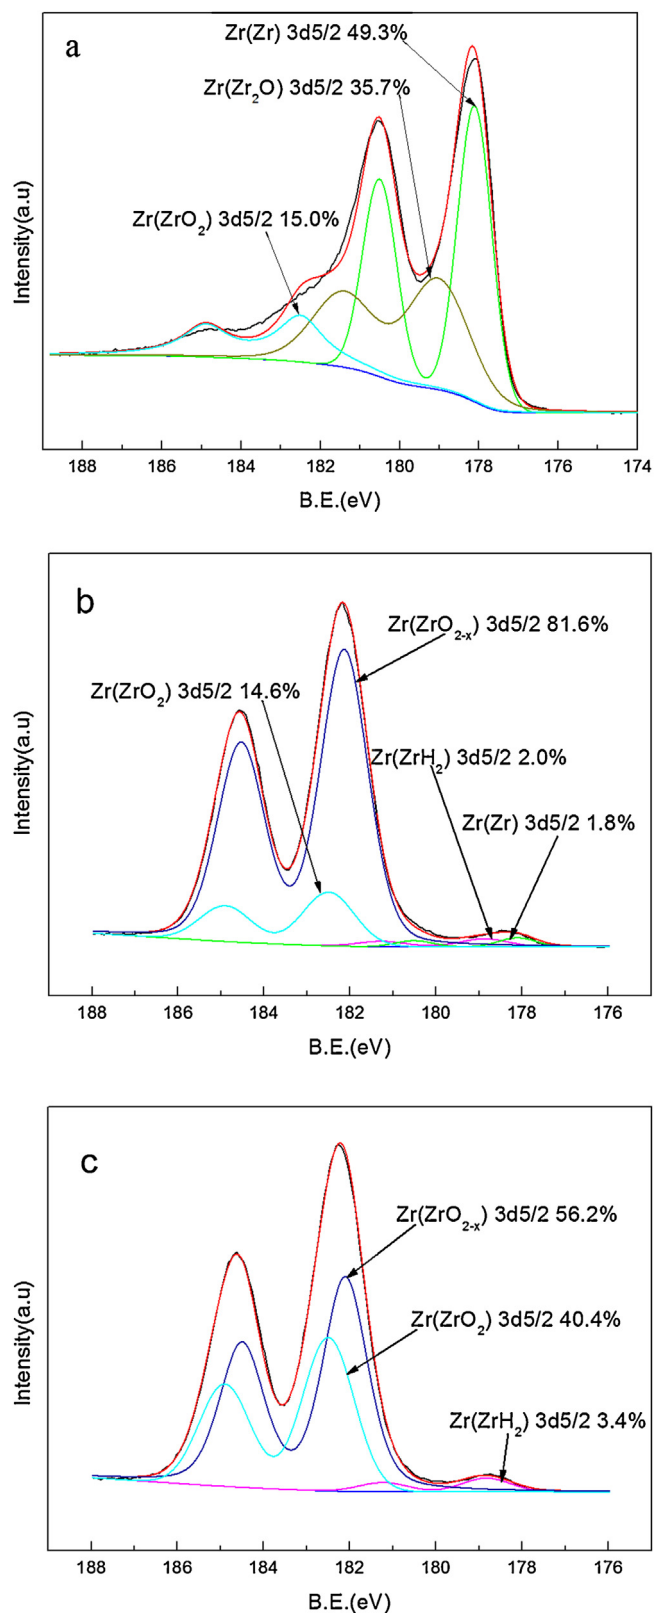 a
Zr(Zr) 3d5/2 49.3%
Zr(Zr₂O) 3d5/2 35.7%
Zr(ZrO₂) 3d5/2 15.0%
Intensity(a.u)
188 186 184 182 180 178 176 174
B.E.(eV)
b
Zr(ZrO₂₋ₓ) 3d5/2 81.6%
Zr(ZrO₂) 3d5/2 14.6%
Zr(ZrH₂) 3d5/2 2.0%
Zr(Zr) 3d5/2 1.8%
Intensity(a.u)
188 186 184 182 180 178 176
B.E.(eV)
c
Zr(ZrO₂₋ₓ) 3d5/2 56.2%
Zr(ZrO₂) 3d5/2 40.4%
Zr(ZrH₂) 3d5/2 3.4%
Intensity(a.u)
188 186 184 182 180 178 176
B.E.(eV)